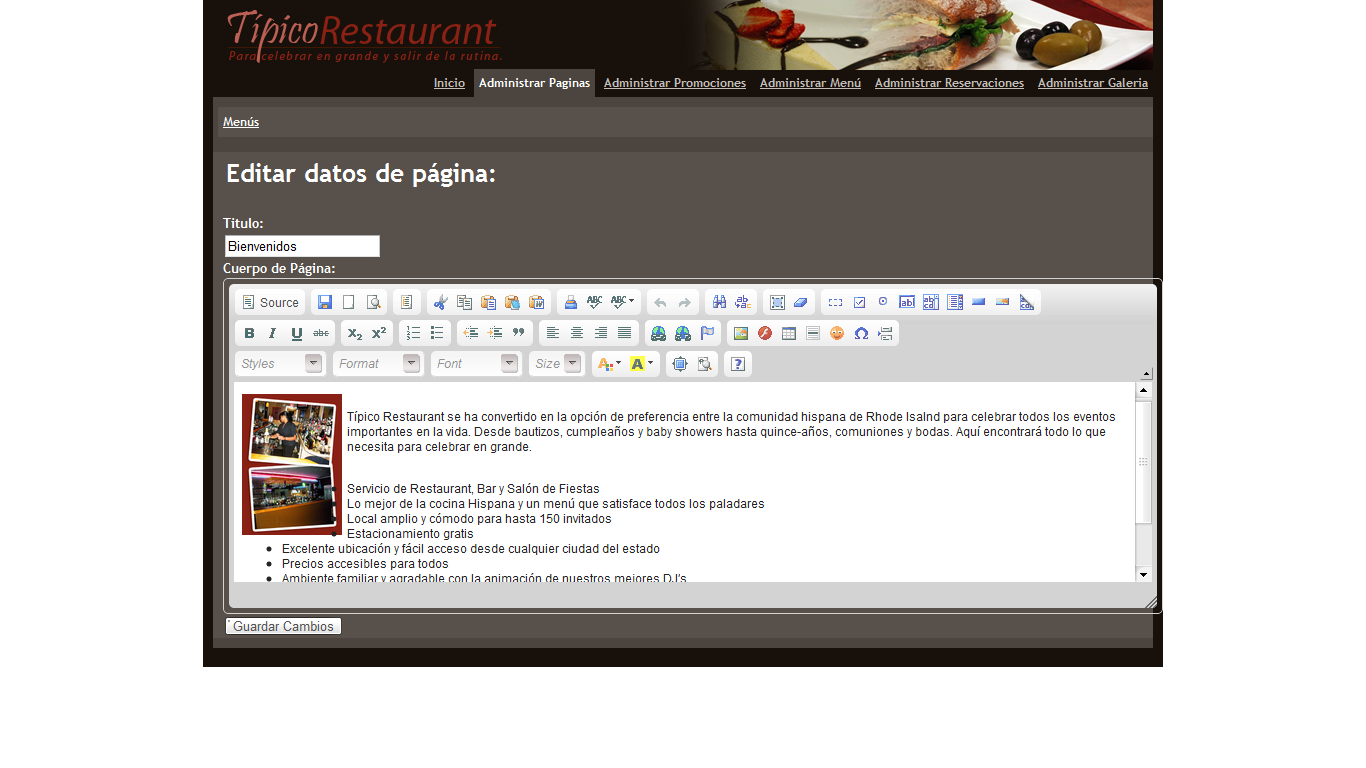 TípicoRestaurant
Para celebrar en grande y salir de la rutina.
Inicio Administrar Paginas Administrar Promociones Administrar Menú Administrar Reservaciones Administrar Galeria
Menús
Editar datos de página:
Titulo:
Bienvenidos
Cuerpo de Página:
Source
B I U abc X₂ X²
Styles Format Font Size
Típico Restaurant se ha convertido en la opción de preferencia entre la comunidad hispana de Rhode Isalnd para celebrar todos los eventos
importantes en la vida. Desde bautizos, cumpleaños y baby showers hasta quince-años, comuniones y bodas. Aquí encontrará todo lo que
necesita para celebrar en grande.
Servicio de Restaurant, Bar y Salón de Fiestas
Lo mejor de la cocina Hispana y un menú que satisface todos los paladares
Local amplio y cómodo para hasta 150 invitados
Estacionamiento gratis
Excelente ubicación y fácil acceso desde cualquier ciudad del estado
Precios accesibles para todos
Ambiente familiar y agradable con la animación de nuestros mejores DJ's
Guardar Cambios